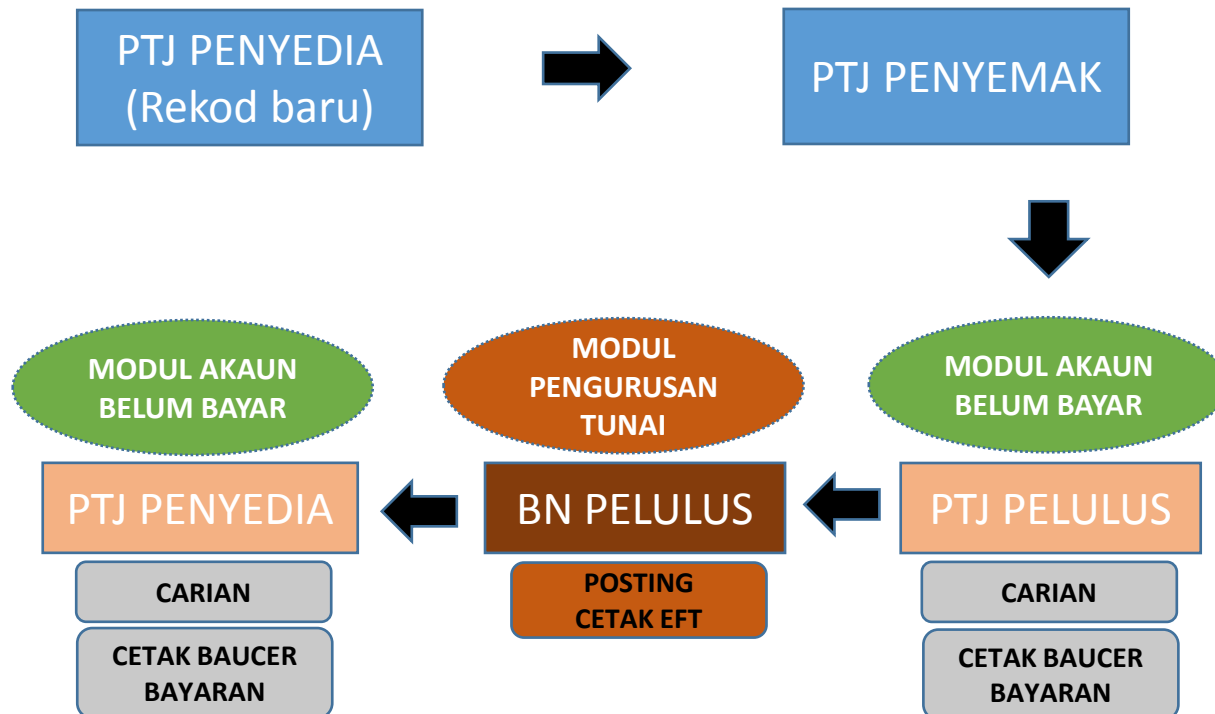 PTJ PENYEDIA
(Rekod baru)
PTJ PENYEMAK
MODUL AKAUN
BELUM BAYAR
MODUL
PENGURUSAN
TUNAI
MODUL AKAUN
BELUM BAYAR
PTJ PENYEDIA
BN PELULUS
PTJ PELULUS
CARIAN
CETAK BAUCER
BAYARAN
POSTING
CETAK EFT
CARIAN
CETAK BAUCER
BAYARAN